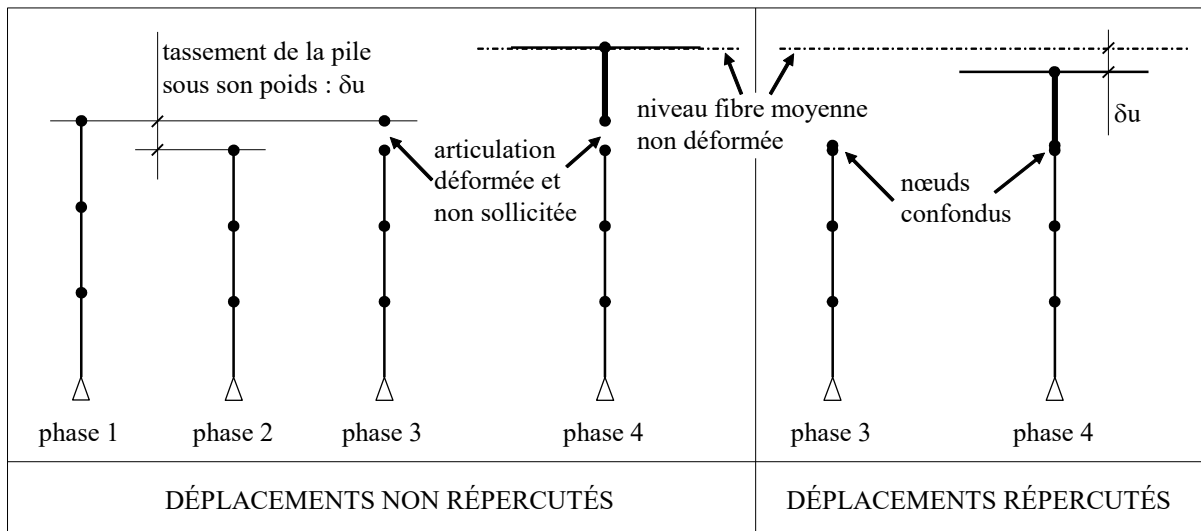 tassement de la pile
sous son poids : δu
articulation
déformée et
non sollicitée
niveau fibre moyenne
non déformée
δu
nœuds
confondus
phase 1
phase 2
phase 3
phase 4
phase 3
phase 4
DÉPLACEMENTS NON RÉPERCUTÉS
DÉPLACEMENTS RÉPERCUTÉS